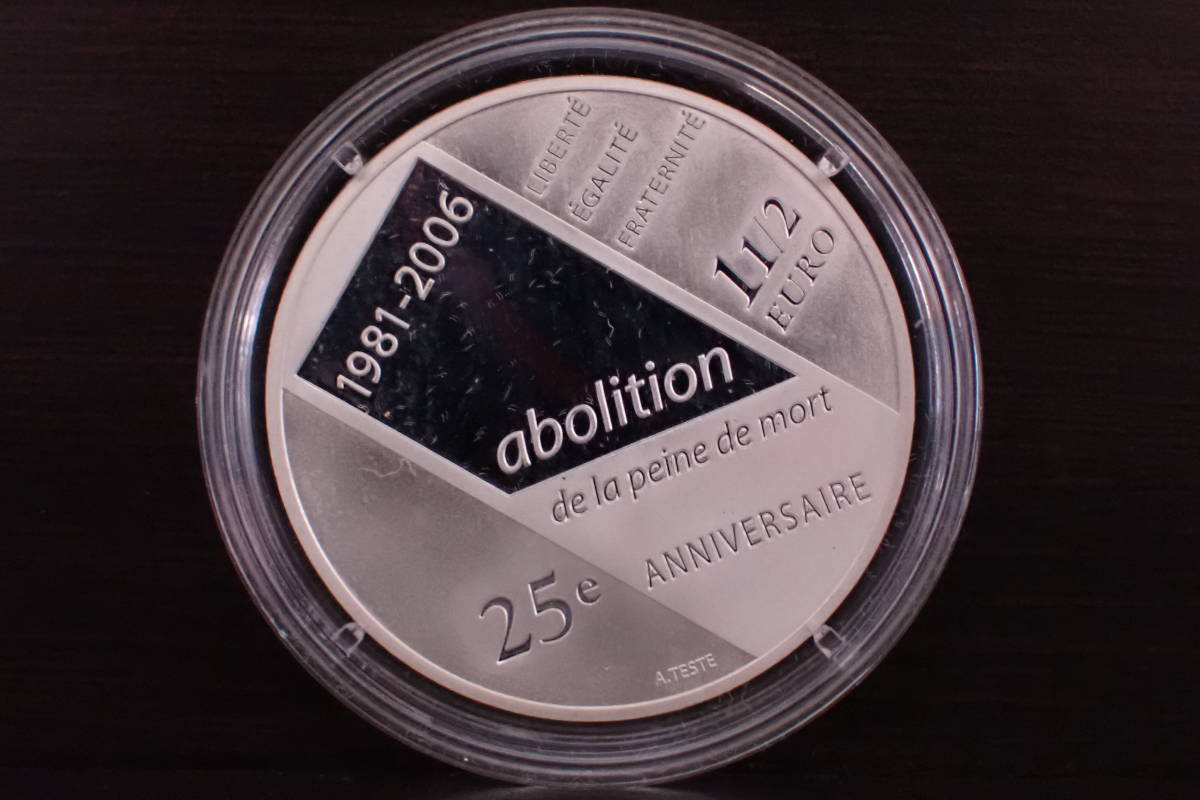 LIBERTÉ
ÉGALITÉ
FRATERNITÉ
1 1/2
EURO
1981-2006
abolition
de la peine de mort
ANNIVERSAIRE
25e
A.TESTE